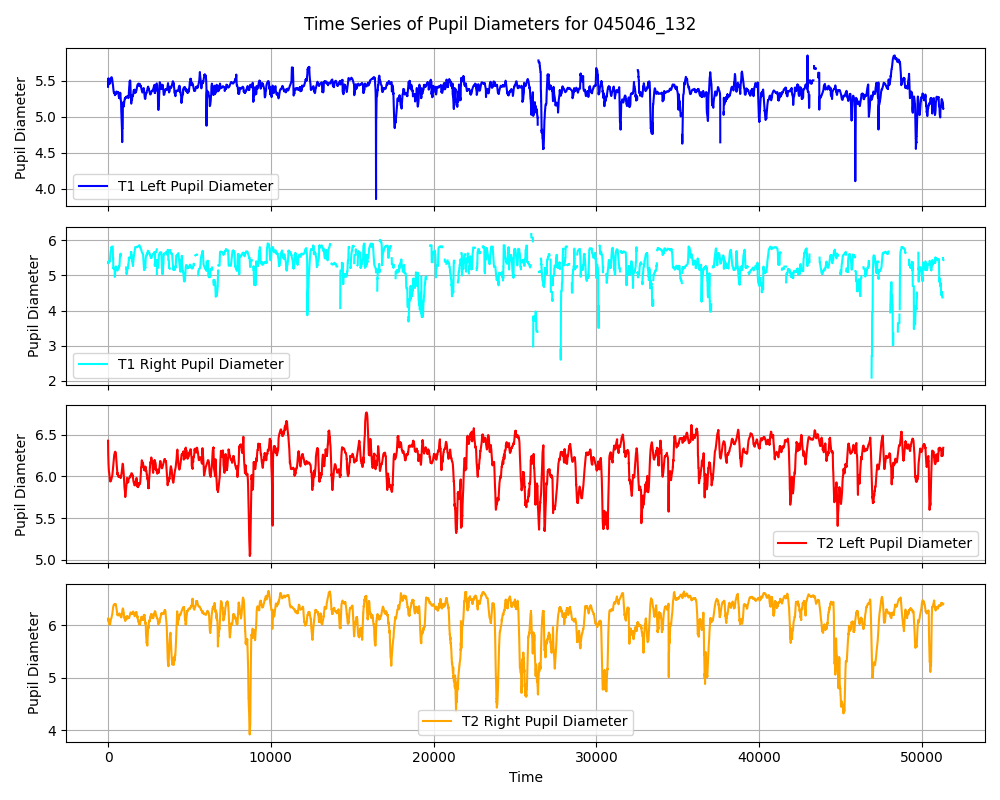 Time Series of Pupil Diameters for 045046_132
Pupil Diameter
5.5
5.0
4.5
4.0
T1 Left Pupil Diameter
Pupil Diameter
6
5
4
3
2
T1 Right Pupil Diameter
Pupil Diameter
6.5
6.0
5.5
5.0
T2 Left Pupil Diameter
Pupil Diameter
6
5
4
T2 Right Pupil Diameter
0 10000 20000 30000 40000 50000
Time